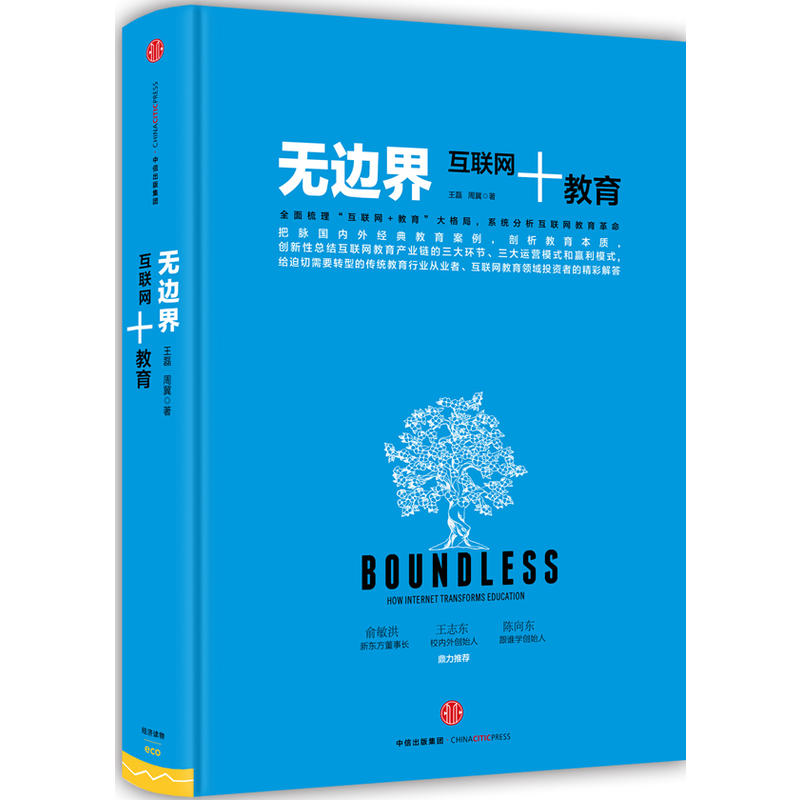 CHINACITICPRESS
中信出版集团
无边界
互联网
十教育
王磊 周翼◎著
经济读物
eco
无边界
互联网
十教育
王磊 周翼◎著
全面梳理“互联网+教育”大格局，系统分析互联网教育革命
把脉国内外经典教育案例，剖析教育本质，
创新性总结互联网教育产业链的三大环节、三大运营模式和赢利模式，
给迫切需要转型的传统教育行业从业者、互联网教育领域投资者的精彩解答
BOUNDLESS
HOW INTERNET TRANSFORMS EDUCATION
俞敏洪 王志东 陈向东
新东方董事长 校内外创始人 跟谁学创始人
鼎力推荐
中信出版集团·CHINACITICPRESS